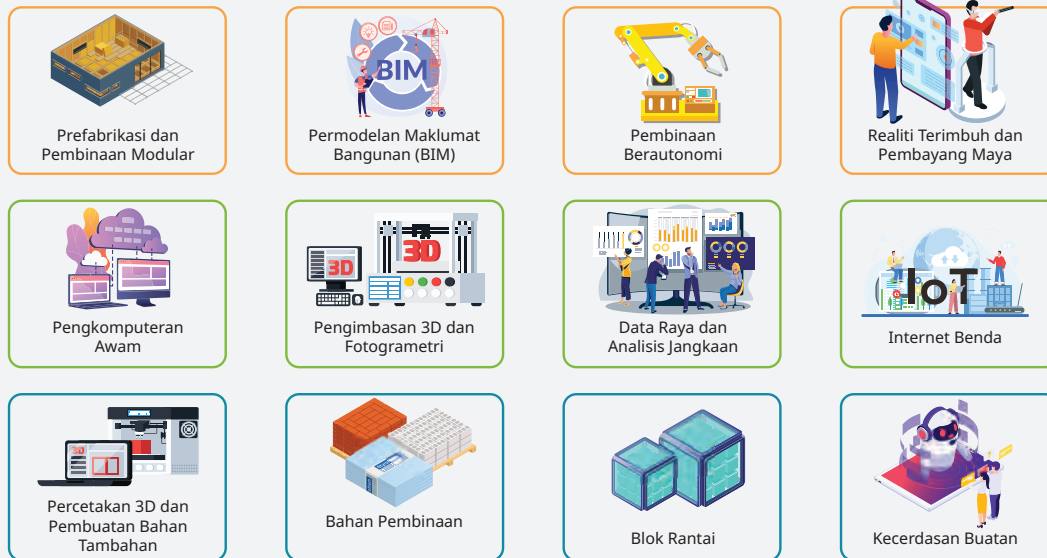 BIM
Prefabrikasi dan
Pembinaan Modular
Permodelan Maklumat
Bangunan (BIM)
Pembinaan
Berautonomi
Realiti Terimbuh dan
Pembayang Maya
3D
3D
IoT
Pengkomputeran
Awam
Pengimbasan 3D dan
Fotogrametri
Data Raya dan
Analisis Jangkaan
Internet Benda
3D
Percetakan 3D dan
Pembuatan Bahan
Tambahan
Bahan Pembinaan
Blok Rantai
Kecerdasan Buatan